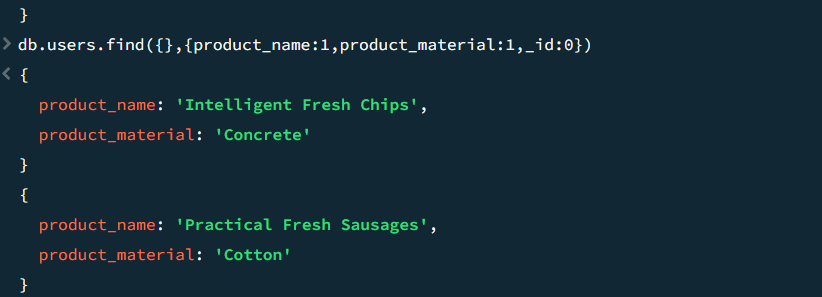 }
> db.users.find({},{product_name:1,product_material:1,_id:0})
< {
product_name: 'Intelligent Fresh Chips',
product_material: 'Concrete'
}
{
product_name: 'Practical Fresh Sausages',
product_material: 'Cotton'
}